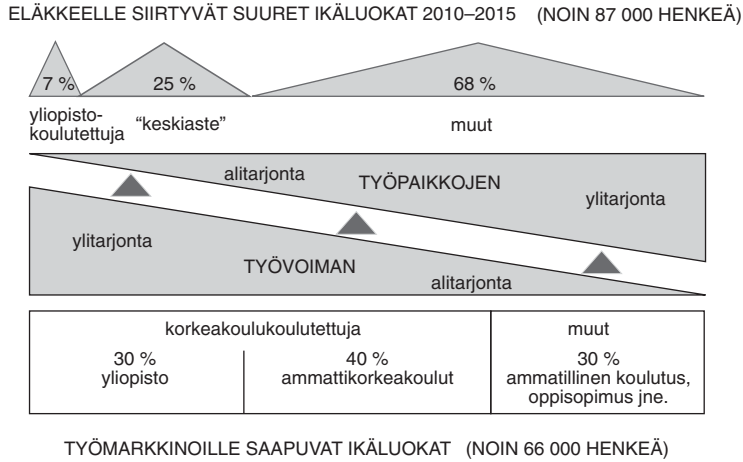 ELÄKKEELLE SIIRTYVÄT SUURET IKÄLUOKAT 2010–2015 (NOIN 87 000 HENKEÄ)
7 % 25 % 68 %
yliopisto-
koulutettuja "keskiaste" muut
alitarjonta TYÖPAIKKOJEN
ylitarjonta
ylitarjonta
TYÖVOIMAN
alitarjonta
korkeakoulukoulutettuja muut
30 % 40 % 30 %
yliopisto ammattikorkeakoulut ammatillinen koulutus,
oppisopimus jne.
TYÖMARKKINOILLE SAAPUVAT IKÄLUOKAT (NOIN 66 000 HENKEÄ)